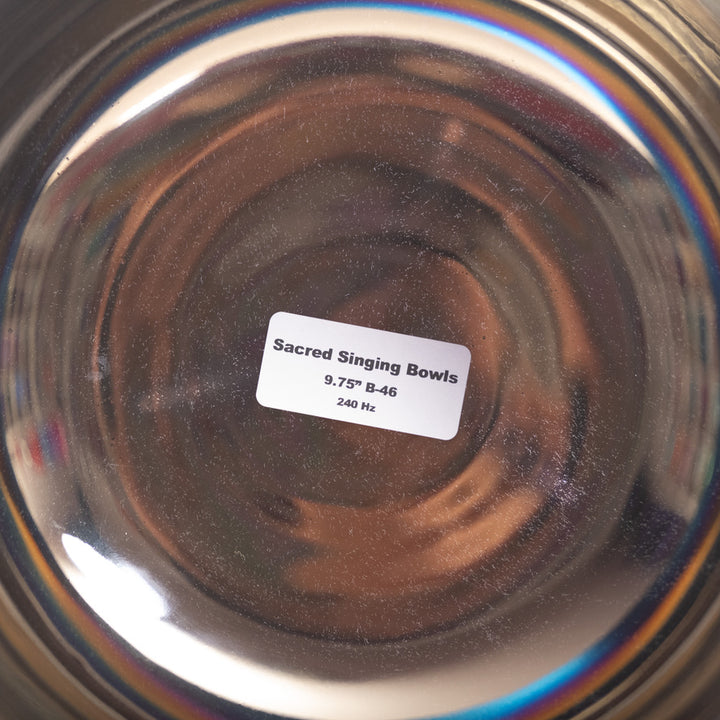 Sacred Singing Bowls
9.75” B-46
240 Hz